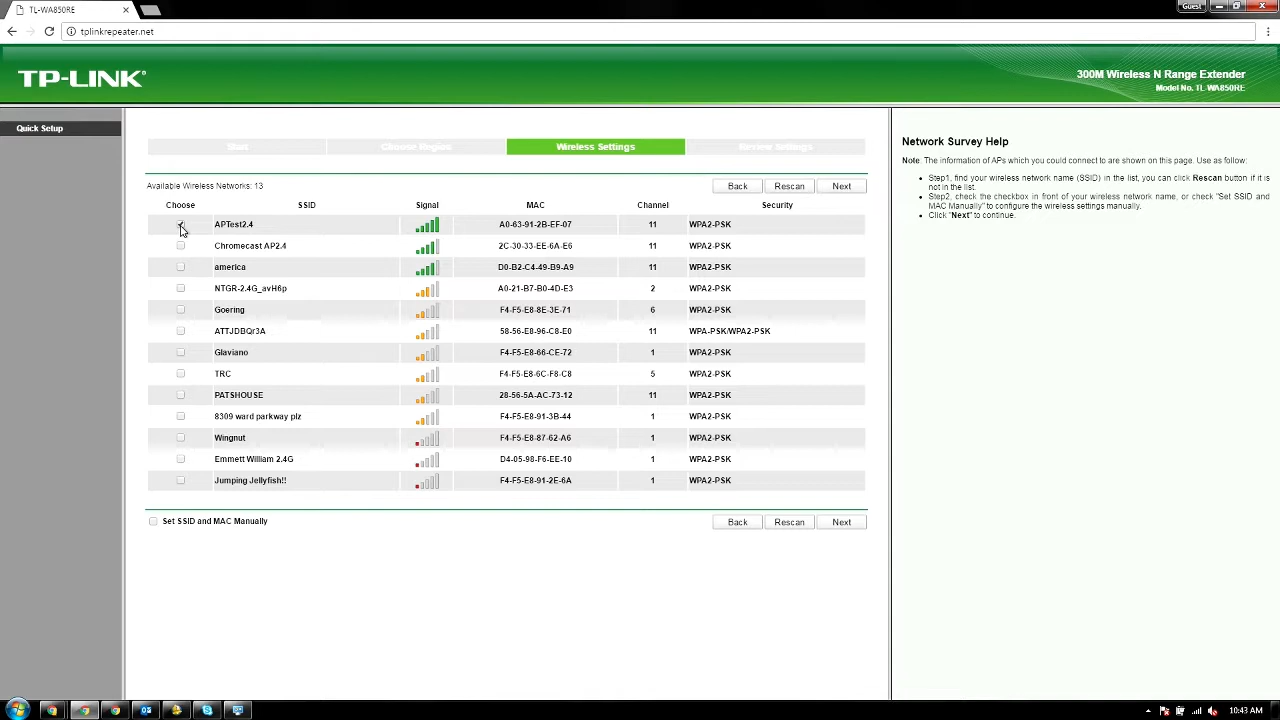 TL-WA850RE
Guest
tplinkrepeater.net
TP-LINK®
300M Wireless N Range Extender
Model No. TL-WA850RE
Quick Setup
Start Choose Region Wireless Settings Review Settings
Available Wireless Networks: 13 Back Rescan Next
Choose SSID Signal MAC Channel Security
APTest2.4 A0-63-91-2B-EF-07 11 WPA2-PSK
Chromecast AP2.4 2C-30-33-EE-6A-E6 11 WPA2-PSK
america D0-B2-C4-49-B9-A9 11 WPA2-PSK
NTGR-2.4G_avH6p A0-21-B7-B0-4D-E3 2 WPA2-PSK
Goering F4-F5-E8-8E-3E-71 6 WPA2-PSK
ATTJDBQr3A 58-56-E8-96-C8-E0 11 WPA-PSK/WPA2-PSK
Glaviano F4-F5-E8-66-CE-72 1 WPA2-PSK
TRC F4-F5-E8-6C-F8-C8 5 WPA2-PSK
PATSHOUSE 28-56-5A-AC-73-12 11 WPA2-PSK
8309 ward parkway plz F4-F5-E8-91-3B-44 1 WPA2-PSK
Wingnut F4-F5-E8-87-62-A6 1 WPA2-PSK
Emmett William 2.4G D4-05-98-F6-EE-10 1 WPA2-PSK
Jumping Jellyfish!! F4-F5-E8-91-2E-6A 1 WPA2-PSK
Set SSID and MAC Manually Back Rescan Next
Network Survey Help
Note: The information of APs which you could connect to are shown on this page. Use as follow:
• Step1, find your wireless network name (SSID) in the list, you can click Rescan button if it is
not in the list.
• Step2, check the checkbox in front of your wireless network name, or check "Set SSID and
MAC Manually" to configure the wireless settings manually.
• Click "Next" to continue.
10:43 AM